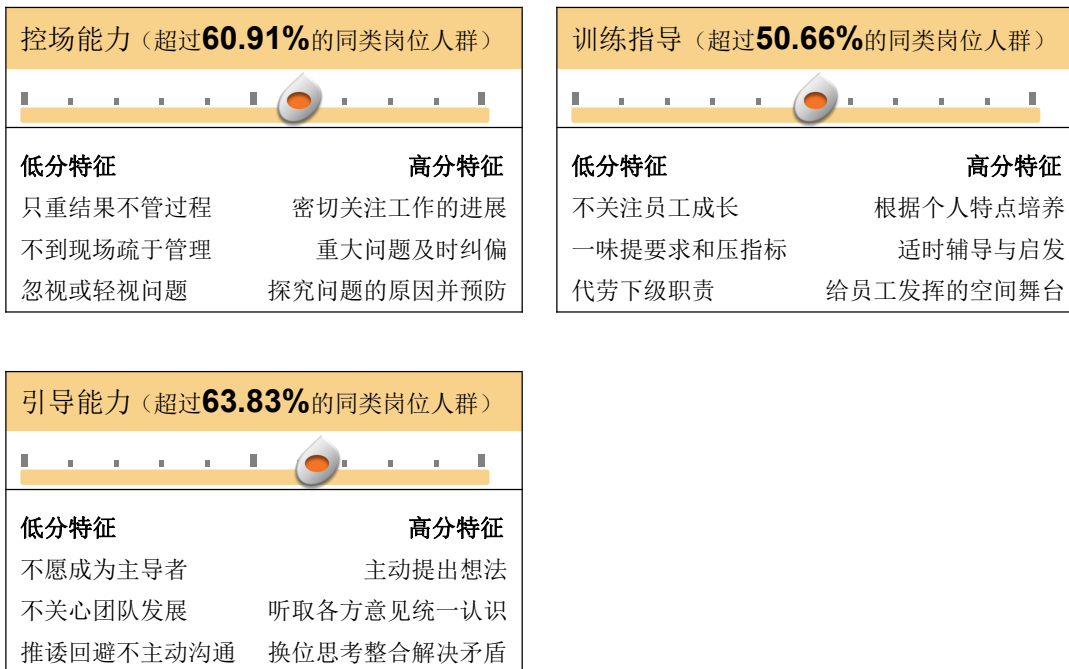 控场能力（超过60.91%的同类岗位人群）
低分特征 高分特征
只重结果不管过程 密切关注工作的进展
不到现场疏于管理 重大问题及时纠偏
忽视或轻视问题 探究问题的原因并预防
训练指导（超过50.66%的同类岗位人群）
低分特征 高分特征
不关注员工成长 根据个人特点培养
一味提要求和压指标 适时辅导与启发
代劳下级职责 给员工发挥的空间舞台
引导能力（超过63.83%的同类岗位人群）
低分特征 高分特征
不愿成为主导者 主动提出想法
不关心团队发展 听取各方意见统一认识
推诿回避不主动沟通 换位思考整合解决矛盾